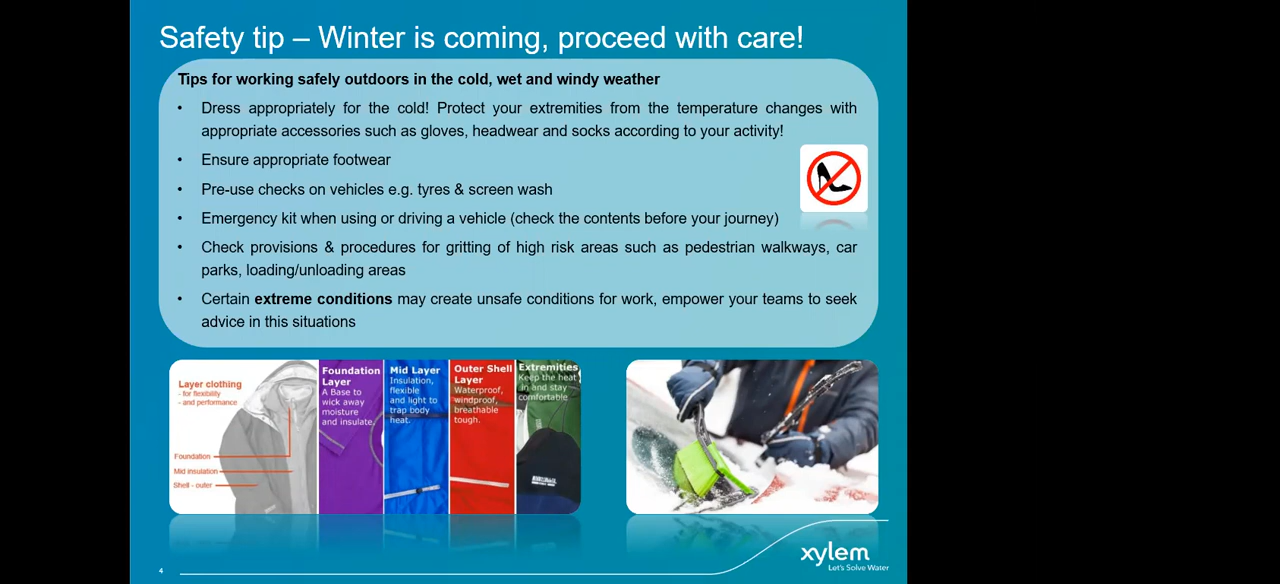 Safety tip – Winter is coming, proceed with care!
Tips for working safely outdoors in the cold, wet and windy weather
• Dress appropriately for the cold! Protect your extremities from the temperature changes with
appropriate accessories such as gloves, headwear and socks according to your activity!
• Ensure appropriate footwear
• Pre-use checks on vehicles e.g. tyres & screen wash
• Emergency kit when using or driving a vehicle (check the contents before your journey)
• Check provisions & procedures for gritting of high risk areas such as pedestrian walkways, car
parks, loading/unloading areas
• Certain extreme conditions may create unsafe conditions for work, empower your teams to seek
advice in this situations
Layer clothing
- for flexibility
- and performance
Foundation
Mid insulation
Shell - outer
Foundation
Layer
A Base to
wick away
moisture
and insulate.
Mid Layer
Insulation,
flexible
and light to
trap body
heat.
Outer Shell
Layer
Waterproof,
windproof,
breathable
tough.
Extremities
Keep the heat
in and stay
comfortable
xylem
Let's Solve Water
4